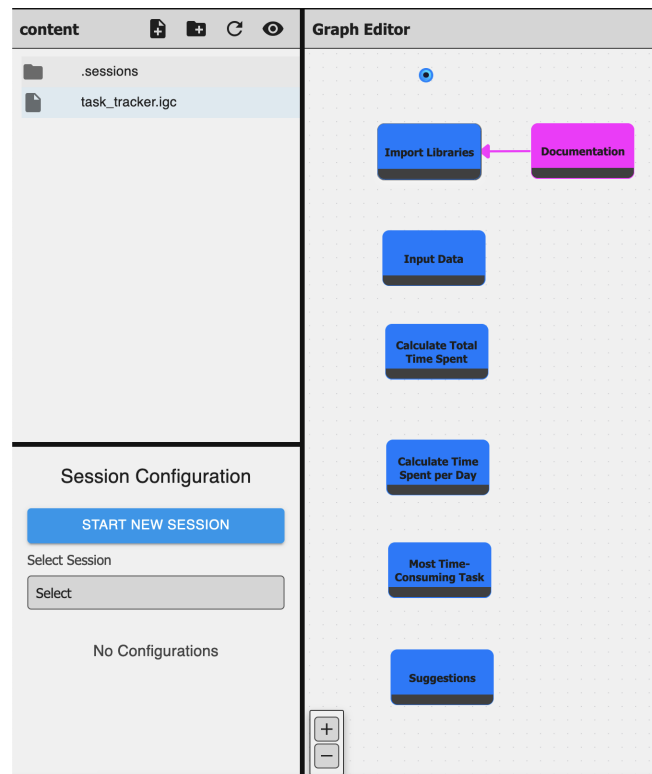 content
.sessions
task_tracker.igc
Session Configuration
START NEW SESSION
Select Session
Select
No Configurations
Graph Editor
Import Libraries
Documentation
Input Data
Calculate Total
Time Spent
Calculate Time
Spent per Day
Most Time-
Consuming Task
Suggestions
+
−